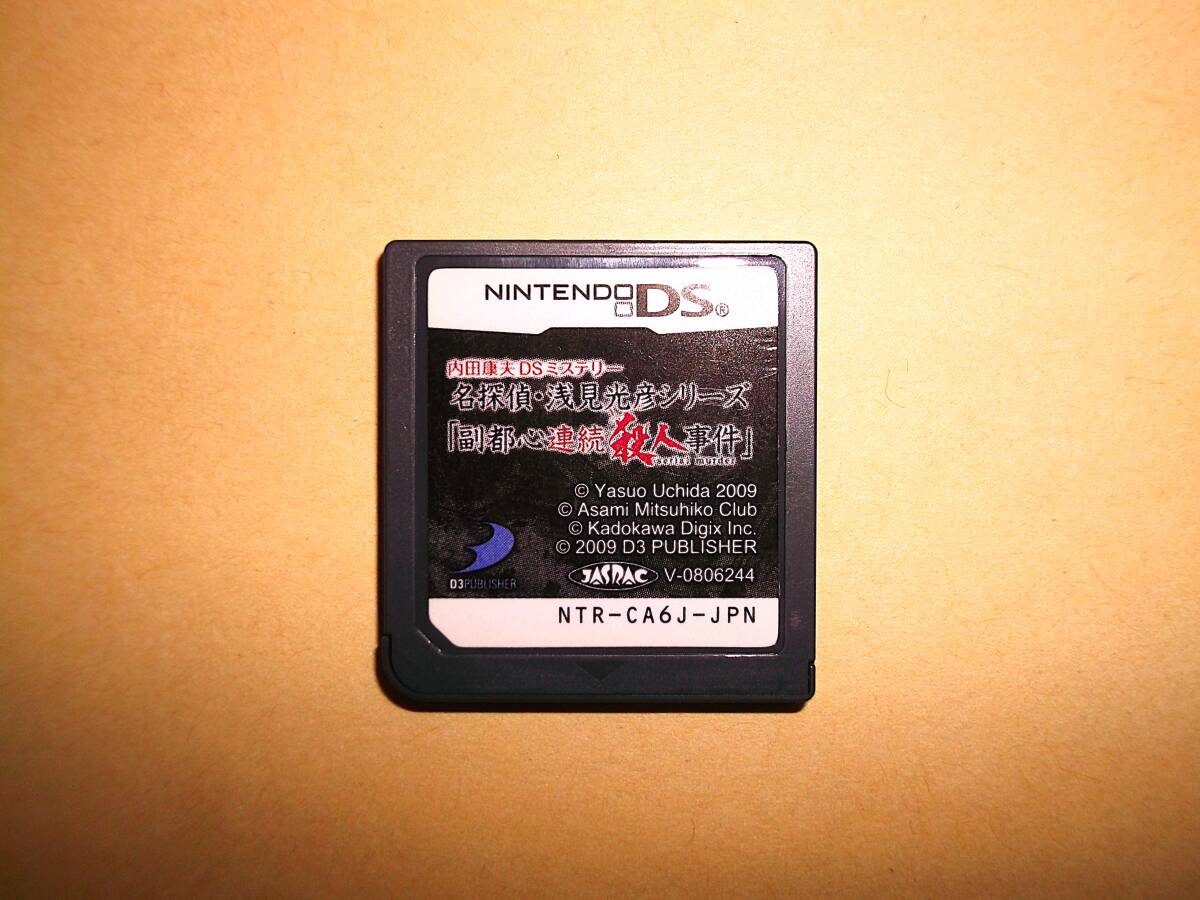 NINTENDO DS®
内田康夫DSミステリー
名探偵・浅見光彦シリーズ
「副都心連続殺人事件」
serial murder
© Yasuo Uchida 2009
© Asami Mitsuhiko Club
© Kadokawa Digix Inc.
© 2009 D3 PUBLISHER
D3PUBLISHER
JASRAC V-0806244
NTR-CA6J-JPN